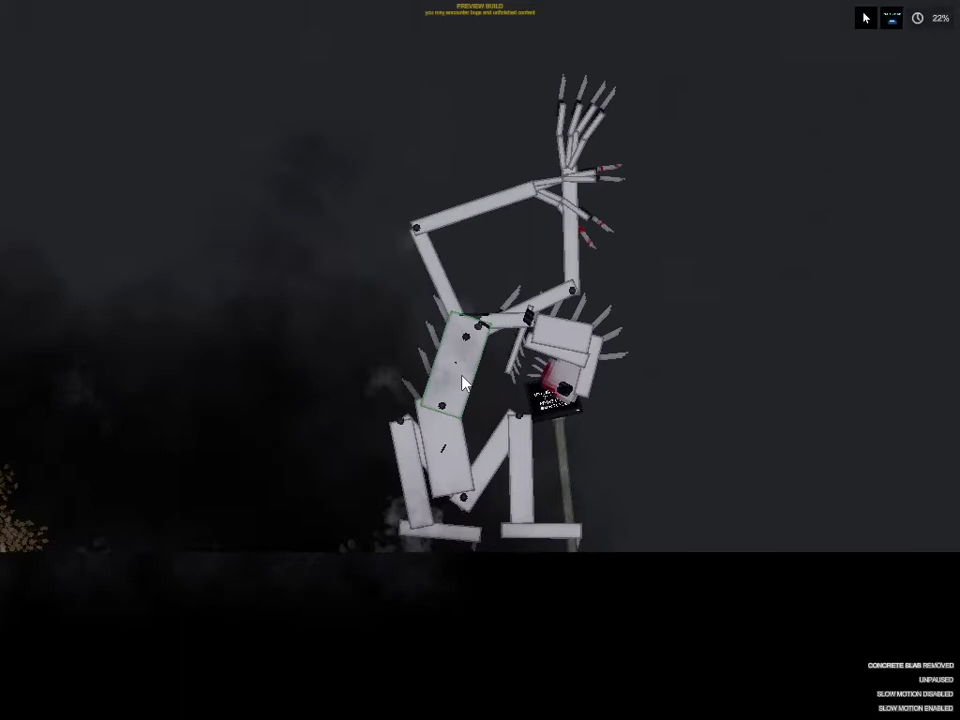 PREVIEW BUILD
you may encounter bugs and unfinished content
22%
CONCRETE SLAB REMOVED
UNPAUSED
SLOW MOTION DISABLED
SLOW MOTION ENABLED